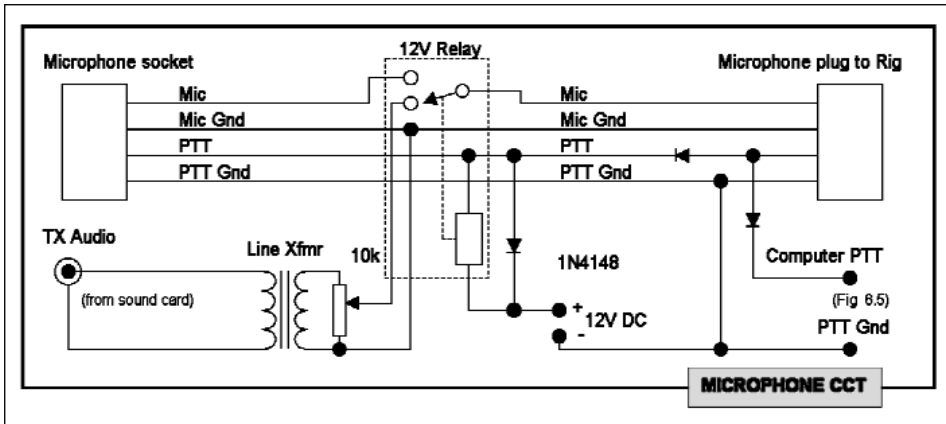 12V Relay
Microphone socket
Microphone plug to Rig
Mic
Mic
Mic Gnd
Mic Gnd
PTT
PTT
PTT Gnd
PTT Gnd
TX Audio
Line Xfmr
10k
1N4148
Computer PTT
(from sound card)
(Fig 6.5)
+
12V DC
-
PTT Gnd
MICROPHONE CCT